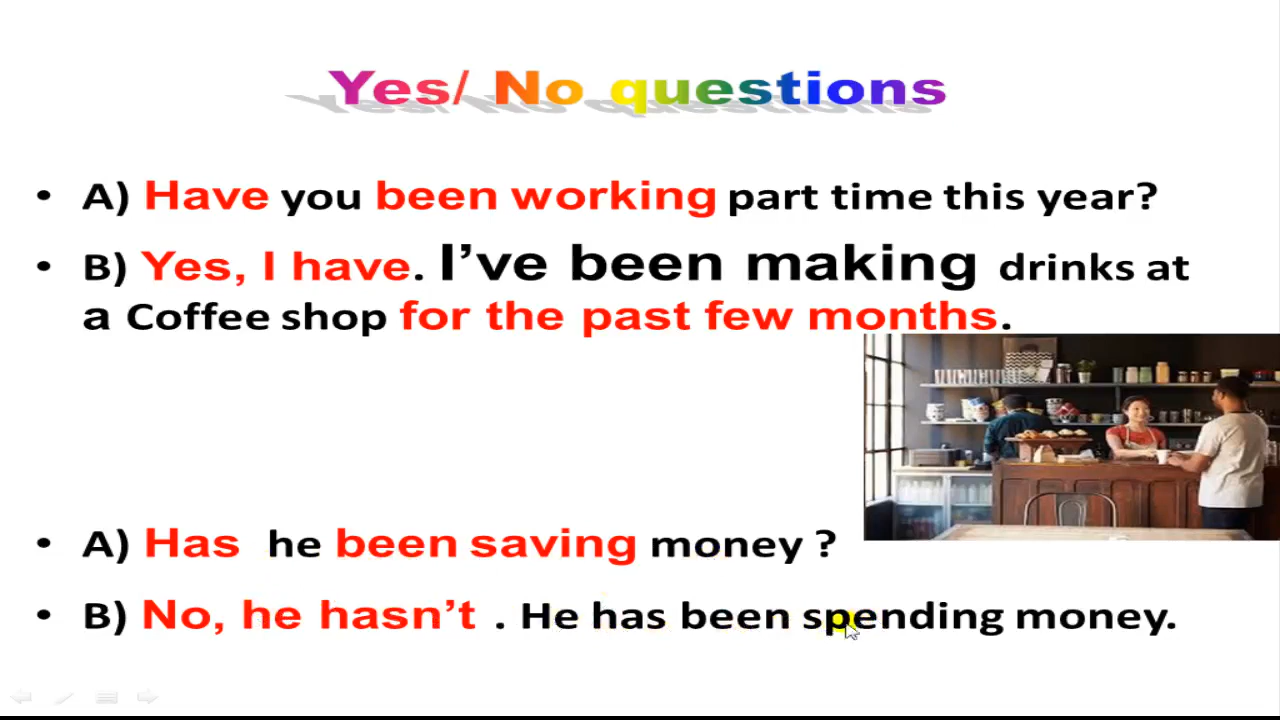 Yes/ No questions
• A) Have you been working part time this year?
• B) Yes, I have. I’ve been making drinks at
a Coffee shop for the past few months.
• A) Has he been saving money ?
• B) No, he hasn’t . He has been spending money.